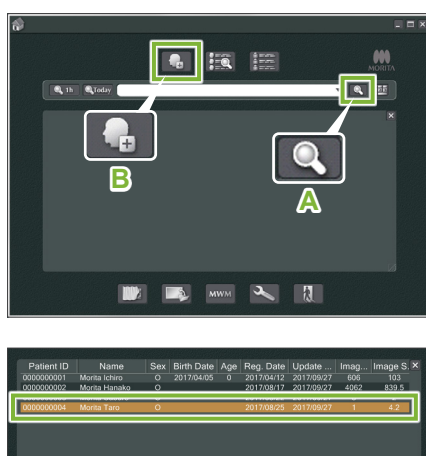 MORITA
1h Today
B
A
MWM
Patient ID Name Sex Birth Date Age Reg. Date Update ... Imag... Image S.
0000000001 Morita Ichiro O 2017/04/05 0 2017/04/12 2017/09/27 606 103
0000000002 Morita Hanako O 2017/08/17 2017/09/27 4062 839.5
0000000004 Morita Taro O 2017/08/25 2017/09/27 1 4.2